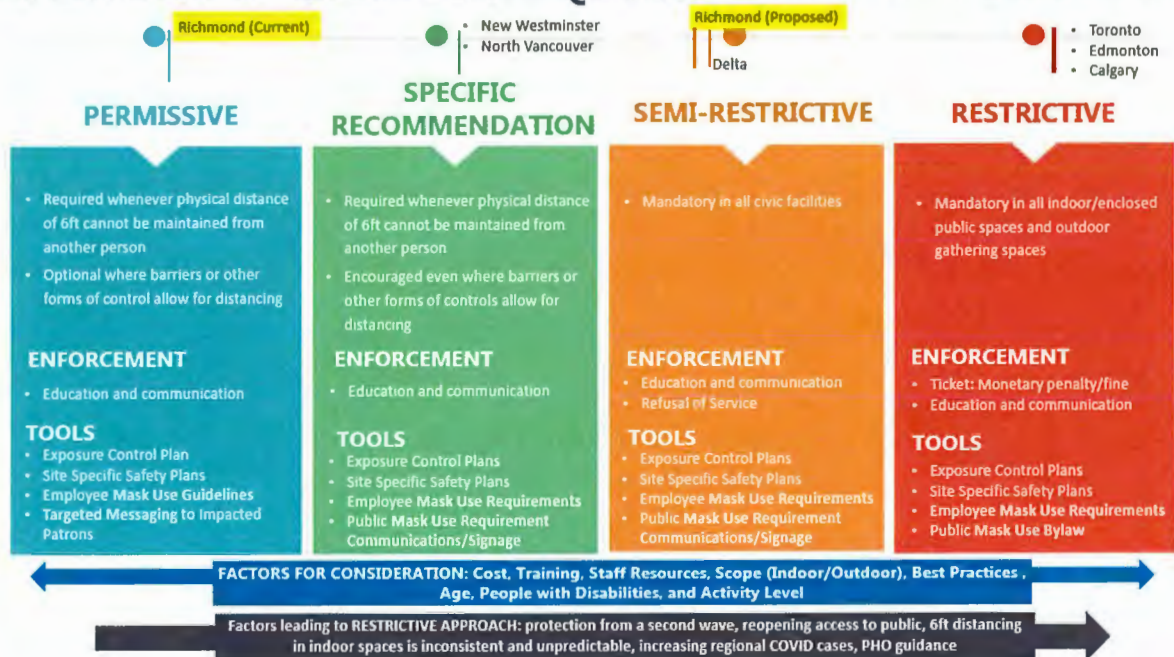 Richmond (Current)
• New Westminster
• North Vancouver
Richmond (Proposed)
Delta
• Toronto
• Edmonton
• Calgary
PERMISSIVE
• Required whenever physical distance
of 6ft cannot be maintained from
another person
• Optional where barriers or other
forms of control allow for distancing
ENFORCEMENT
• Education and communication
TOOLS
• Exposure Control Plan
• Site Specific Safety Plans
• Employee Mask Use Guidelines
• Targeted Messaging to Impacted
Patrons
SPECIFIC
RECOMMENDATION
• Required whenever physical distance
of 6ft cannot be maintained from
another person
• Encouraged even where barriers or
other forms of controls allow for
distancing
ENFORCEMENT
• Education and communication
TOOLS
• Exposure Control Plans
• Site Specific Safety Plans
• Employee Mask Use Requirements
• Public Mask Use Requirement
Communications/Signage
SEMI-RESTRICTIVE
• Mandatory in all civic facilities
ENFORCEMENT
• Education and communication
• Refusal of Service
TOOLS
• Exposure Control Plans
• Site Specific Safety Plans
• Employee Mask Use Requirements
• Public Mask Use Requirement
Communications/Signage
RESTRICTIVE
• Mandatory in all indoor/enclosed
public spaces and outdoor
gathering spaces
ENFORCEMENT
• Ticket: Monetary penalty/fine
• Education and communication
TOOLS
• Exposure Control Plans
• Site Specific Safety Plans
• Employee Mask Use Requirements
• Public Mask Use Bylaw
FACTORS FOR CONSIDERATION: Cost, Training, Staff Resources, Scope (Indoor/Outdoor), Best Practices ,
Age, People with Disabilities, and Activity Level
Factors leading to RESTRICTIVE APPROACH: protection from a second wave, reopening access to public, 6ft distancing
in indoor spaces is inconsistent and unpredictable, increasing regional COVID cases, PHO guidance